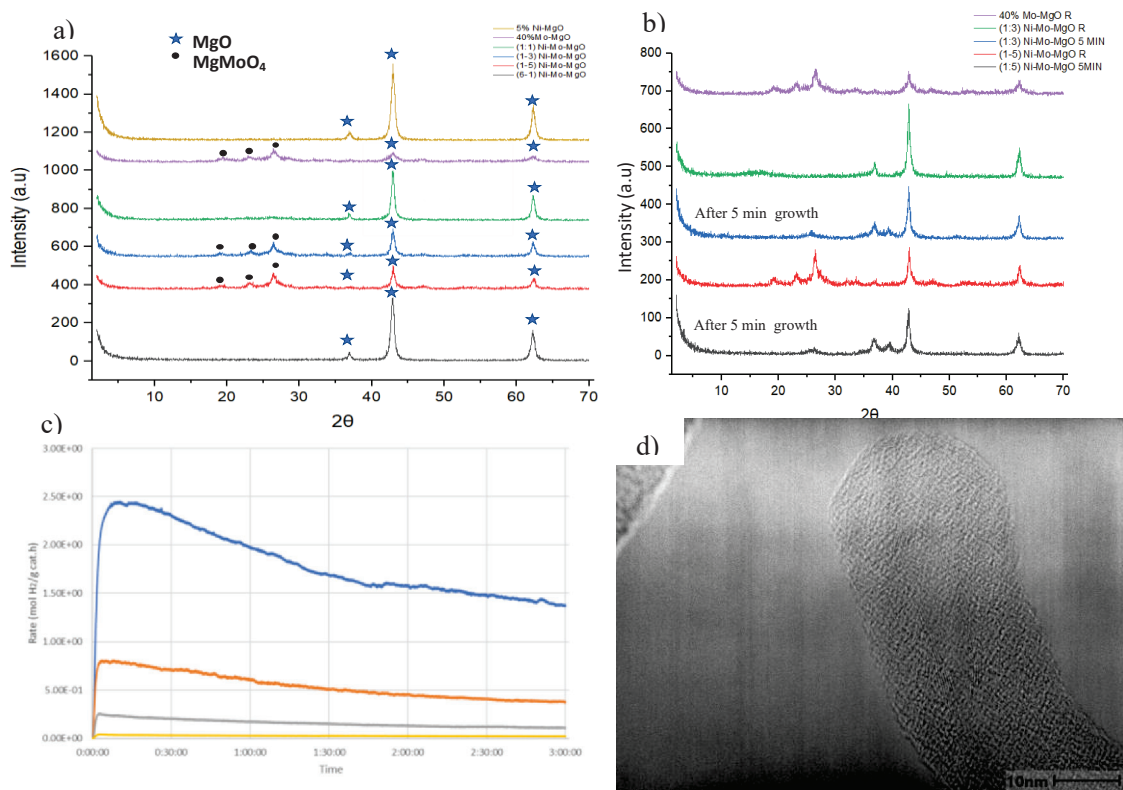 a)
MgO
MgMoO4
5% Ni-MgO
40%Mo-MgO
(1:1) Ni-Mo-MgO
(1-3) Ni-Mo-MgO
(1-5) Ni-Mo-MgO
(6-1) Ni-Mo-MgO
1600
1400
1200
1000
800
600
400
200
0
Intensity (a.u)
10
20
30
40
50
60
70
2θ
b)
40% Mo-MgO R
(1:3) Ni-Mo-MgO R
(1:3) Ni-Mo-MgO 5 MIN
(1-5) Ni-Mo-MgO R
(1:5) Ni-Mo-MgO 5MIN
800
700
600
500
400
300
200
100
0
Intensity (a.u)
After 5 min growth
After 5 min growth
10
20
30
40
50
60
70
2θ
c)
3.00E+00
2.50E+00
2.00E+00
1.50E+00
1.00E+00
5.00E-01
0.00E+00
Rate (mol H2/g cat.h)
0:00:00
0:30:00
1:00:00
1:30:00
2:00:00
2:30:00
3:00:00
Time
d)
10nm